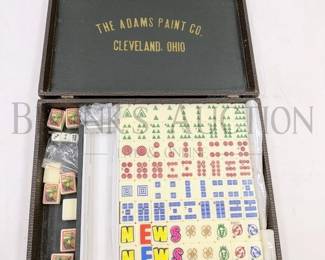 THE ADAMS PAINT CO.
CLEVELAND, OHIO
NEWS
NEWS